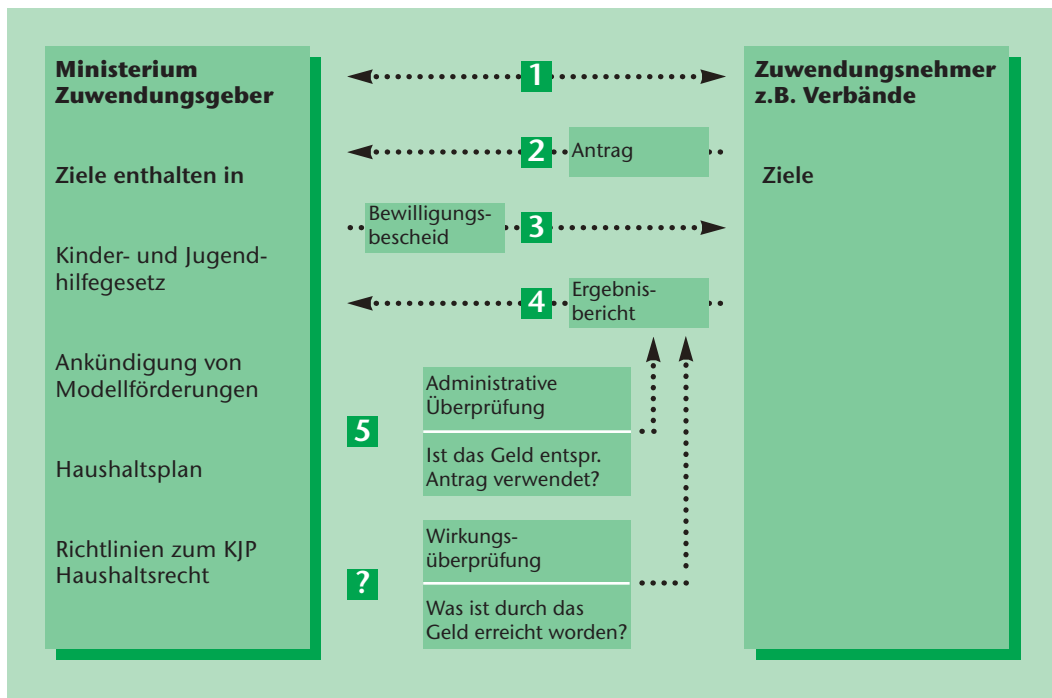 Ministerium
Zuwendungsgeber
Ziele enthalten in
Kinder- und Jugend-
hilfegesetz
Ankündigung von
Modellförderungen
Haushaltsplan
Richtlinien zum KJP
Haushaltsrecht
1
2
Antrag
Bewilligungs-
bescheid
3
4
Ergebnis-
bericht
5
Administrative
Überprüfung
Ist das Geld entspr.
Antrag verwendet?
?
Wirkungs-
überprüfung
Was ist durch das
Geld erreicht worden?
Zuwendungsnehmer
z.B. Verbände
Ziele